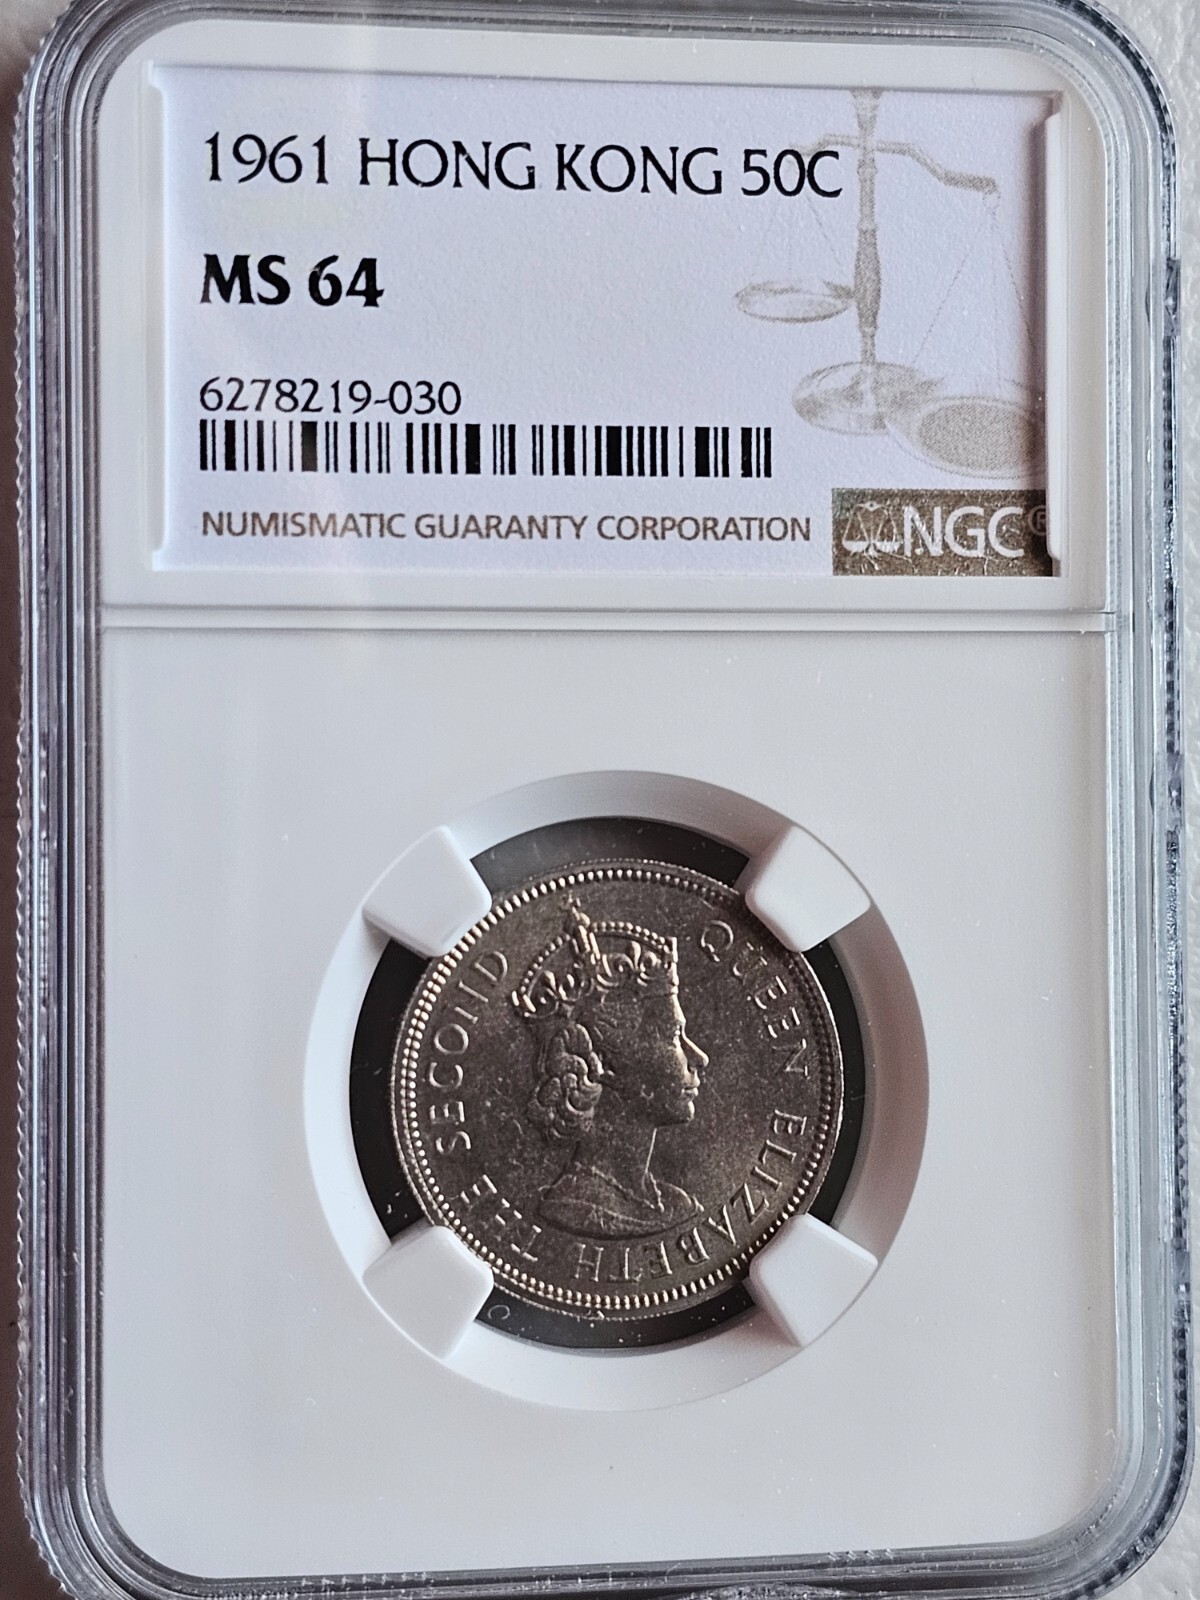 1961 HONG KONG 50C
MS 64
6278219-030
NUMISMATIC GUARANTY CORPORATION
NGC®
QUEEN ELIZABETH THE SECOND